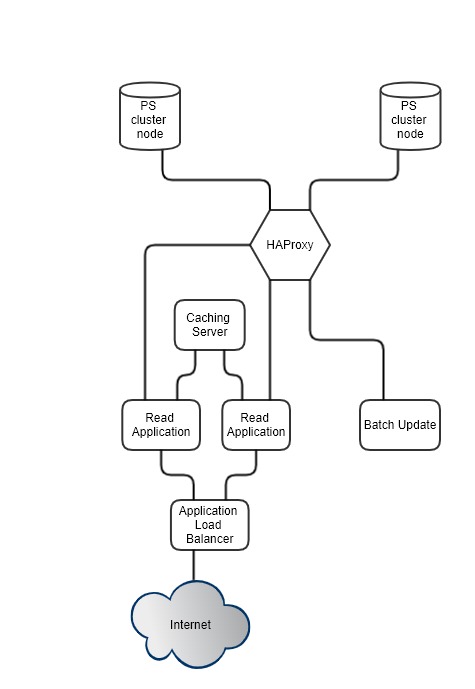 PS
cluster
node
PS
cluster
node
HAProxy
Caching
Server
Read
Application
Read
Application
Batch Update
Application
Load
Balancer
Internet